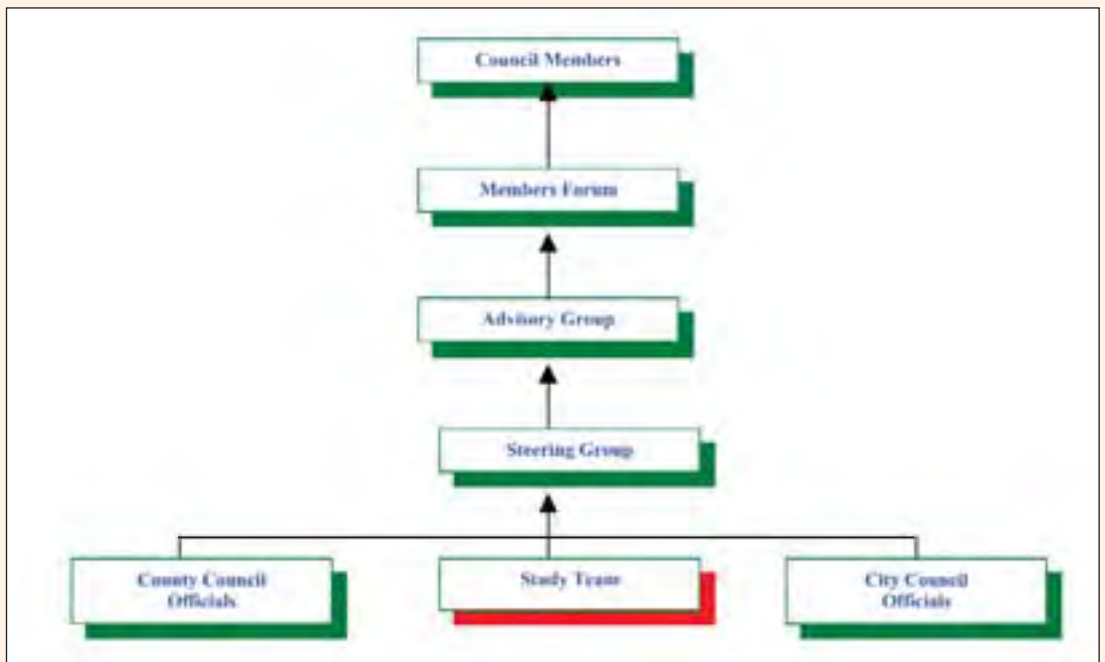 Council Members
Members Forum
Advisory Group
Steering Group
County Council
Officials
Study Team
City Council
Officials